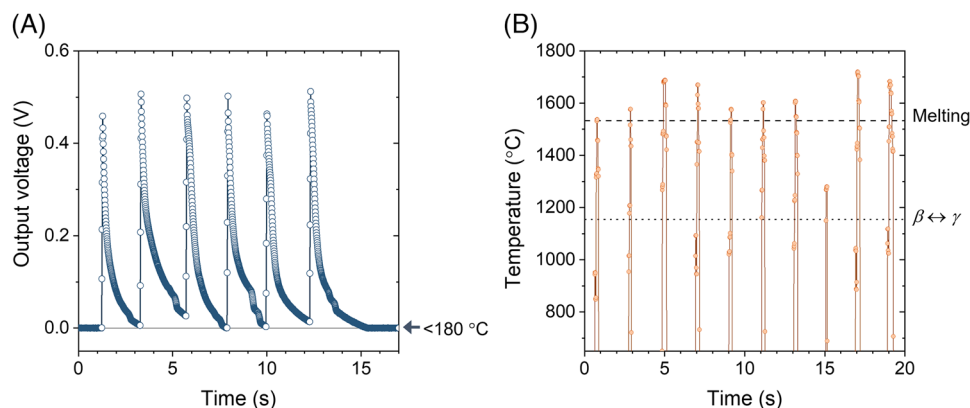 (A)
0.6
0.4
0.2
0.0
Output voltage (V)
0 5 10 15
Time (s)
<180 °C
(B)
1800
1600
1400
1200
1000
800
Temperature (°C)
0 5 10 15 20
Time (s)
Melting
β↔γ